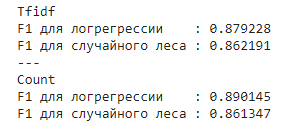 Tfidf
F1 для логрегрессии    : 0.879228
F1 для случайного леса : 0.862191
---
Count
F1 для логрегрессии    : 0.890145
F1 для случайного леса : 0.861347